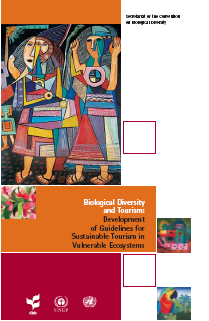 Secretariat of the Convention
on Biological Diversity
Biological Diversity
and Tourism:
Development
of Guidelines for
Sustainable Tourism in
Vulnerable Ecosystems
UNEP